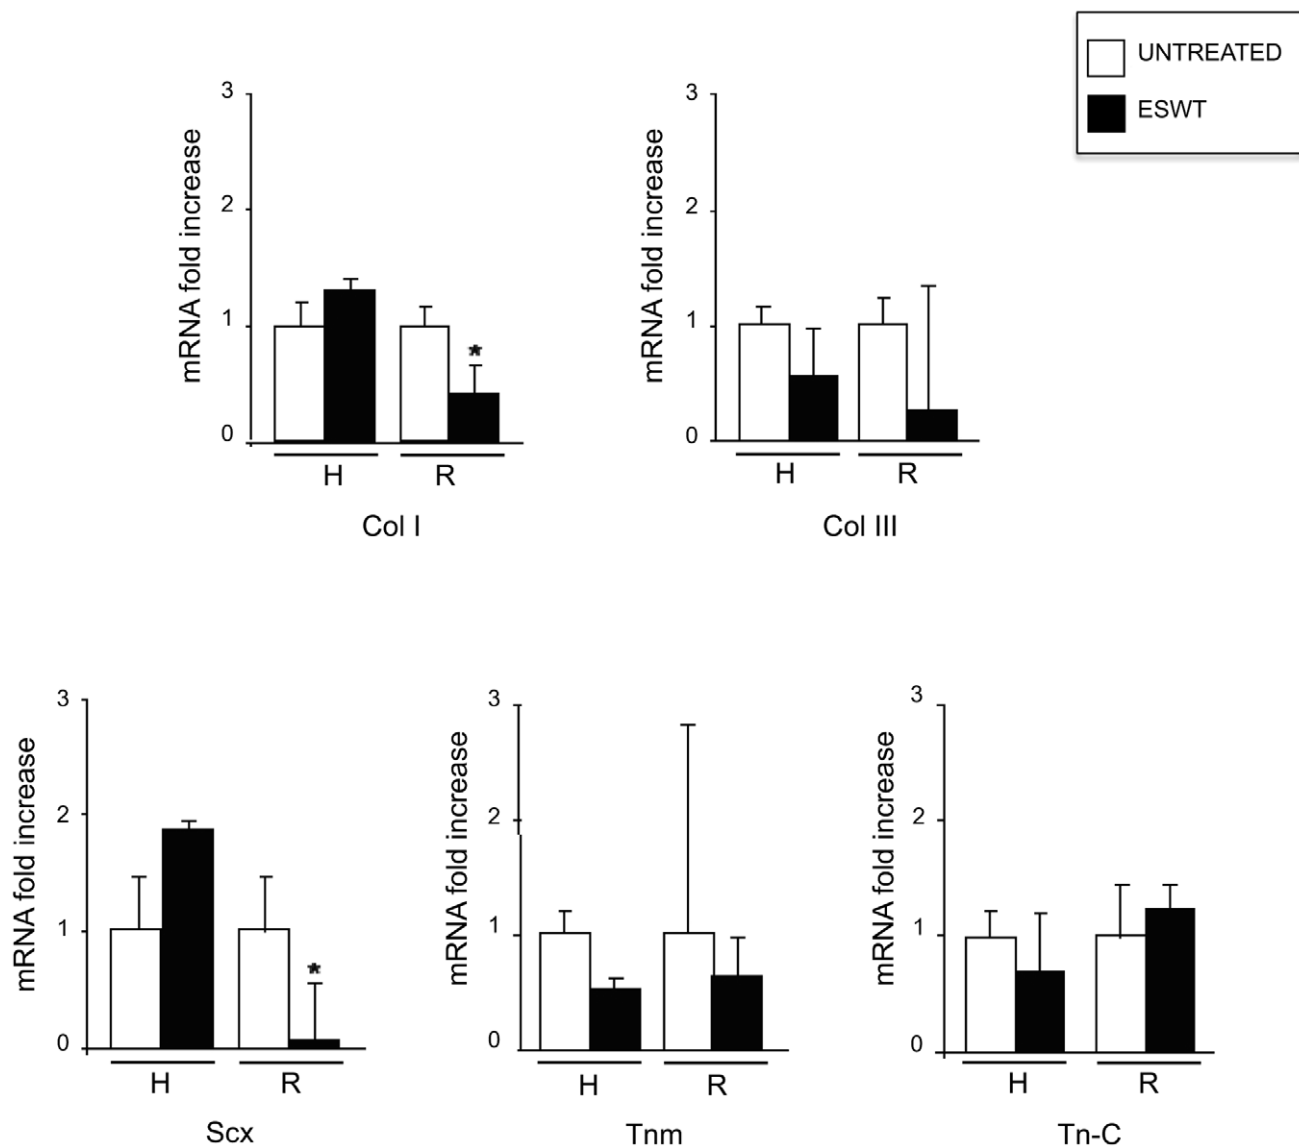 UNTREATED
ESWT
mRNA fold increase
3
2
1
0
H R
Col I
mRNA fold increase
3
2
1
0
H R
Col III
mRNA fold increase
3
2
1
0
*
*
H R
Scx
mRNA fold increase
3
2
1
0
H R
Tnm
mRNA fold increase
3
2
1
0
H R
Tn-C